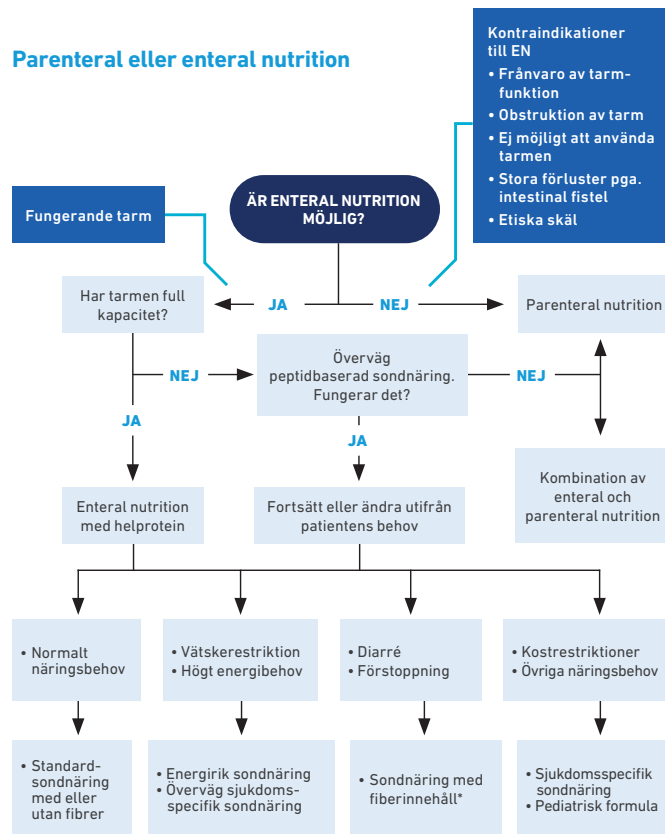 Parenteral eller enteral nutrition
Kontraindikationer
till EN
• Frånvaro av tarm-
funktion
• Obstruktion av tarm
• Ej möjligt att använda
tarmen
• Stora förluster pga.
intestinal fistel
• Etiska skäl
Fungerande tarm
ÄR ENTERAL NUTRITION
MÖJLIG?
Har tarmen full
kapacitet?
JA
NEJ
Parenteral nutrition
NEJ
Överväg
peptidbaserad sondnäring.
Fungerar det?
NEJ
JA
JA
Enteral nutrition
med helprotein
Fortsätt eller ändra utifrån
patientens behov
Kombination av
enteral och
parenteral nutrition
• Normalt
näringsbehov
• Vätskerestriktion
• Högt energibehov
• Diarré
• Förstoppning
• Kostrestriktioner
• Övriga näringsbehov
• Standard-
sondnäring
med eller
utan fibrer
• Energirik sondnäring
• Överväg sjukdoms-
specifik sondnäring
• Sondnäring med
fiberinnehåll*
• Sjukdomsspecifik
sondnäring
• Pediatrisk formula